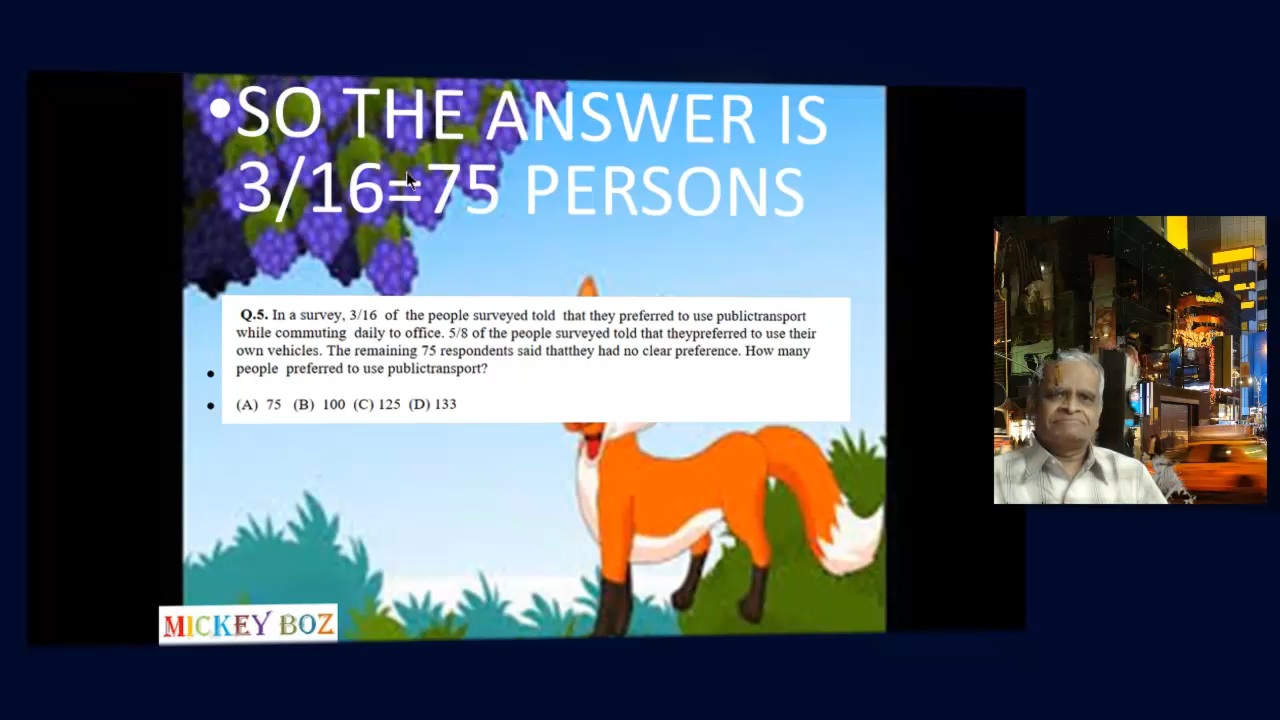 •SO THE ANSWER IS
3/16=75 PERSONS
Q.5. In a survey, 3/16 of the people surveyed told that they preferred to use publictransport
while commuting daily to office. 5/8 of the people surveyed told that theypreferred to use their
own vehicles. The remaining 75 respondents said thatthey had no clear preference. How many
• people preferred to use publictransport?
• (A) 75 (B) 100 (C) 125 (D) 133
MICKEY BOZ